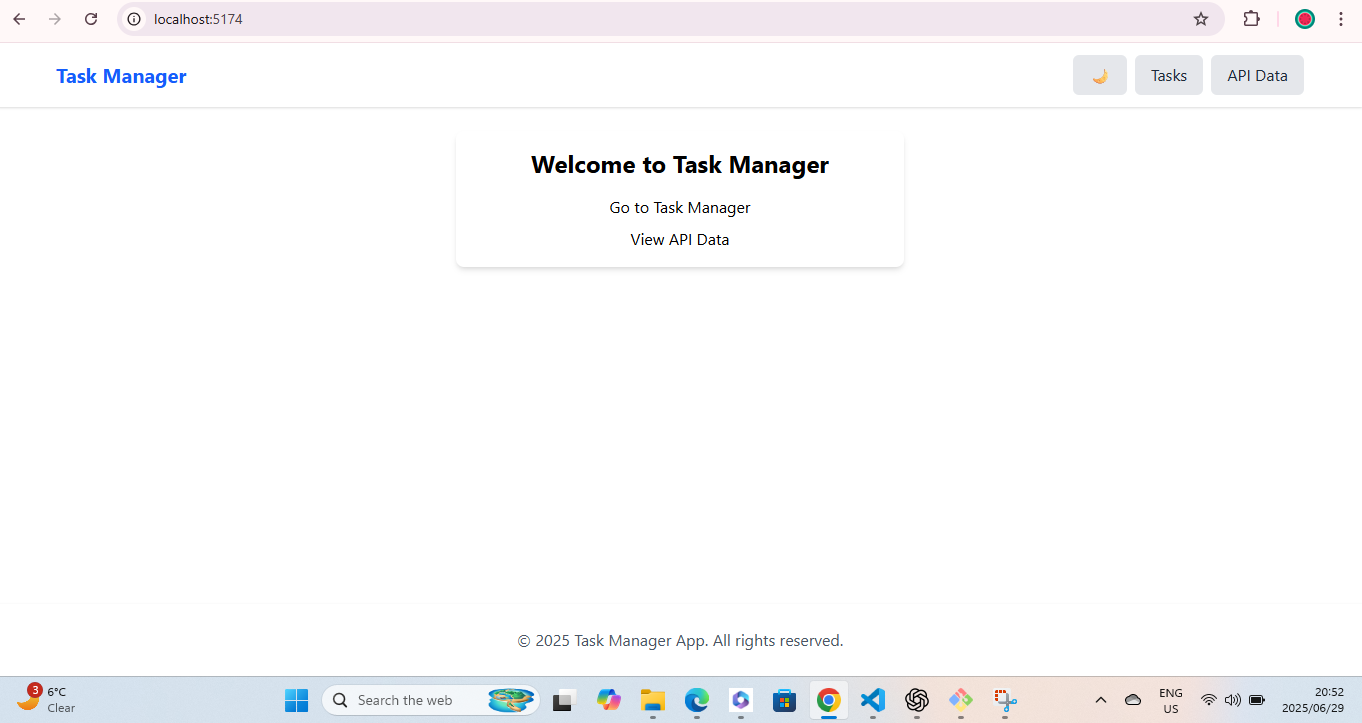 localhost:5174
Task Manager
Tasks
API Data
Welcome to Task Manager
Go to Task Manager
View API Data
© 2025 Task Manager App. All rights reserved.
3
6°C
Clear
Search the web
ENG
US
20:52
2025/06/29